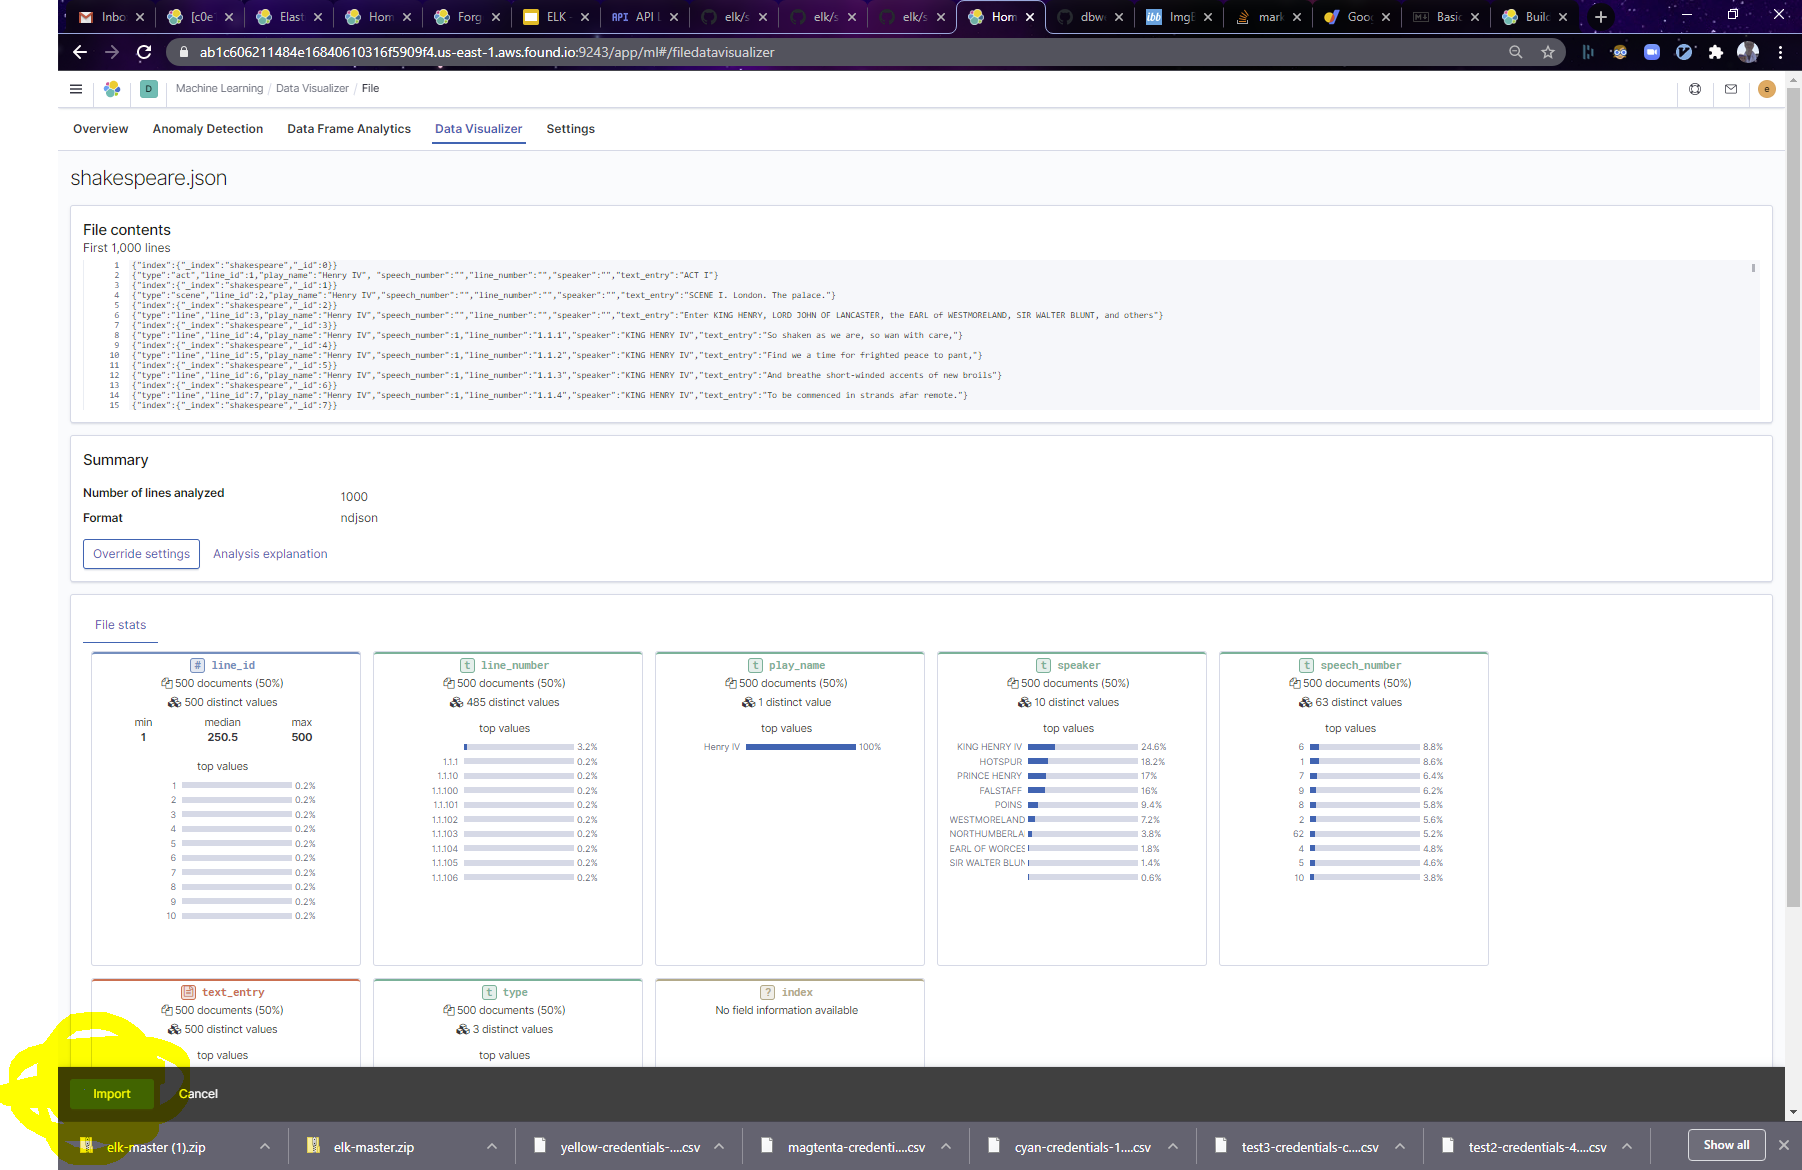 Inbo
[c0e
Elast
Hom
Forg
ELK
API
API L
elk/s
elk/s
elk/s
Hom
dbw
ibb
ImgE
mark
Goo
Basic
Builc
ab1c606211484e16840610316f5909f4.us-east-1.aws.found.io:9243/app/ml#/filedatavisualizer
D Machine Learning / Data Visualizer / File e
Overview Anomaly Detection Data Frame Analytics Data Visualizer Settings
shakespeare.json
File contents
First 1,000 lines
1 {"index":{"_index":"shakespeare","_id":0}}
2 {"type":"act","line_id":1,"play_name":"Henry IV", "speech_number":"","line_number":"","speaker":"","text_entry":"ACT I"}
3 {"index":{"_index":"shakespeare","_id":1}}
4 {"type":"scene","line_id":2,"play_name":"Henry IV","speech_number":"","line_number":"","speaker":"","text_entry":"SCENE I. London. The palace."}
5 {"index":{"_index":"shakespeare","_id":2}}
6 {"type":"line","line_id":3,"play_name":"Henry IV","speech_number":"","line_number":"","speaker":"","text_entry":"Enter KING HENRY, LORD JOHN OF LANCASTER, the EARL of WESTMORELAND, SIR WALTER BLUNT, and others"}
7 {"index":{"_index":"shakespeare","_id":3}}
8 {"type":"line","line_id":4,"play_name":"Henry IV","speech_number":1,"line_number":"1.1.1","speaker":"KING HENRY IV","text_entry":"So shaken as we are, so wan with care,"}
9 {"index":{"_index":"shakespeare","_id":4}}
10 {"type":"line","line_id":5,"play_name":"Henry IV","speech_number":1,"line_number":"1.1.2","speaker":"KING HENRY IV","text_entry":"Find we a time for frighted peace to pant,"}
11 {"index":{"_index":"shakespeare","_id":5}}
12 {"type":"line","line_id":6,"play_name":"Henry IV","speech_number":1,"line_number":"1.1.3","speaker":"KING HENRY IV","text_entry":"And breathe short-winded accents of new broils"}
13 {"index":{"_index":"shakespeare","_id":6}}
14 {"type":"line","line_id":7,"play_name":"Henry IV","speech_number":1,"line_number":"1.1.4","speaker":"KING HENRY IV","text_entry":"To be commenced in strands afar remote."}
15 {"index":{"_index":"shakespeare","_id":7}}
Summary
Number of lines analyzed 1000
Format ndjson
Override settings Analysis explanation
File stats
# line_id
500 documents (50%)
500 distinct values
min median max
1 250.5 500
top values
1 0.2%
2 0.2%
3 0.2%
4 0.2%
5 0.2%
6 0.2%
7 0.2%
8 0.2%
9 0.2%
10 0.2%
t line_number
500 documents (50%)
485 distinct values
top values
3.2%
1.1.1 0.2%
1.1.10 0.2%
1.1.100 0.2%
1.1.101 0.2%
1.1.102 0.2%
1.1.103 0.2%
1.1.104 0.2%
1.1.105 0.2%
1.1.106 0.2%
t play_name
500 documents (50%)
1 distinct value
top values
Henry IV 100%
t speaker
500 documents (50%)
10 distinct values
top values
KING HENRY IV 24.6%
HOTSPUR 18.2%
PRINCE HENRY 17%
FALSTAFF 16%
POINS 9.4%
WESTMORELAND 7.2%
NORTHUMBERLA 3.8%
EARL OF WORCES 1.8%
SIR WALTER BLUN 1.4%
0.6%
t speech_number
500 documents (50%)
63 distinct values
top values
6 8.8%
1 8.6%
7 6.4%
9 6.2%
8 5.8%
2 5.6%
62 5.2%
4 4.8%
5 4.6%
10 3.8%
text_entry
500 documents (50%)
500 distinct values
top values
t type
500 documents (50%)
3 distinct values
top values
? index
No field information available
Import Cancel
elk-master (1).zip
elk-master.zip
yellow-credentials-....csv
magtenta-credenti....csv
cyan-credentials-1....csv
test3-credentials-c....csv
test2-credentials-4....csv
Show all